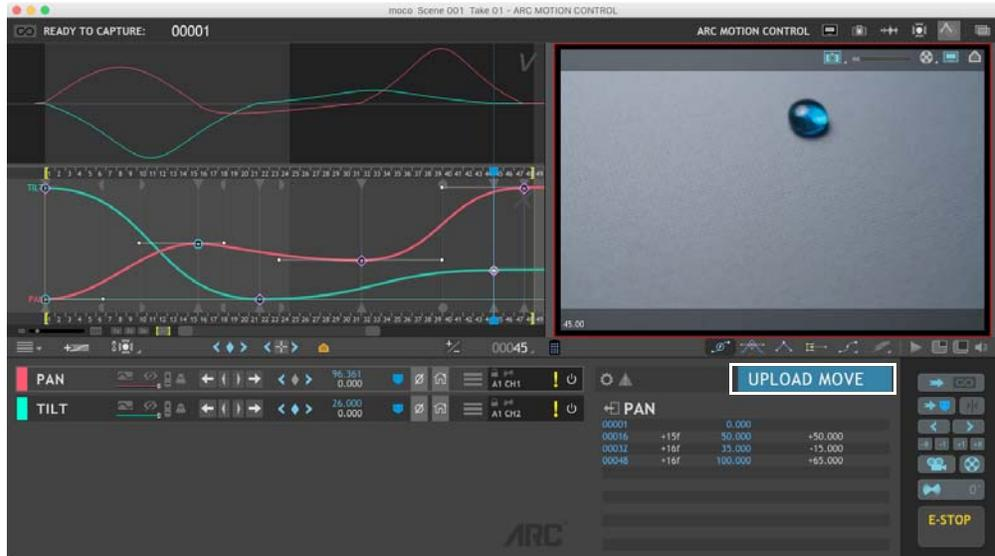 moco Scene 001 Take 01 - ARC MOTION CONTROL
READY TO CAPTURE: 00001
ARC MOTION CONTROL
V
TILT
PAN
45.00
00045
PAN
96.361
0.000
A1 CH1
TILT
26.000
0.000
A1 CH2
UPLOAD MOVE
PAN
00001 0.000
00016 +15f 50.000 +50.000
00032 +16f 35.000 -15.000
00048 +16f 100.000 +65.000
0°
E-STOP
ARC